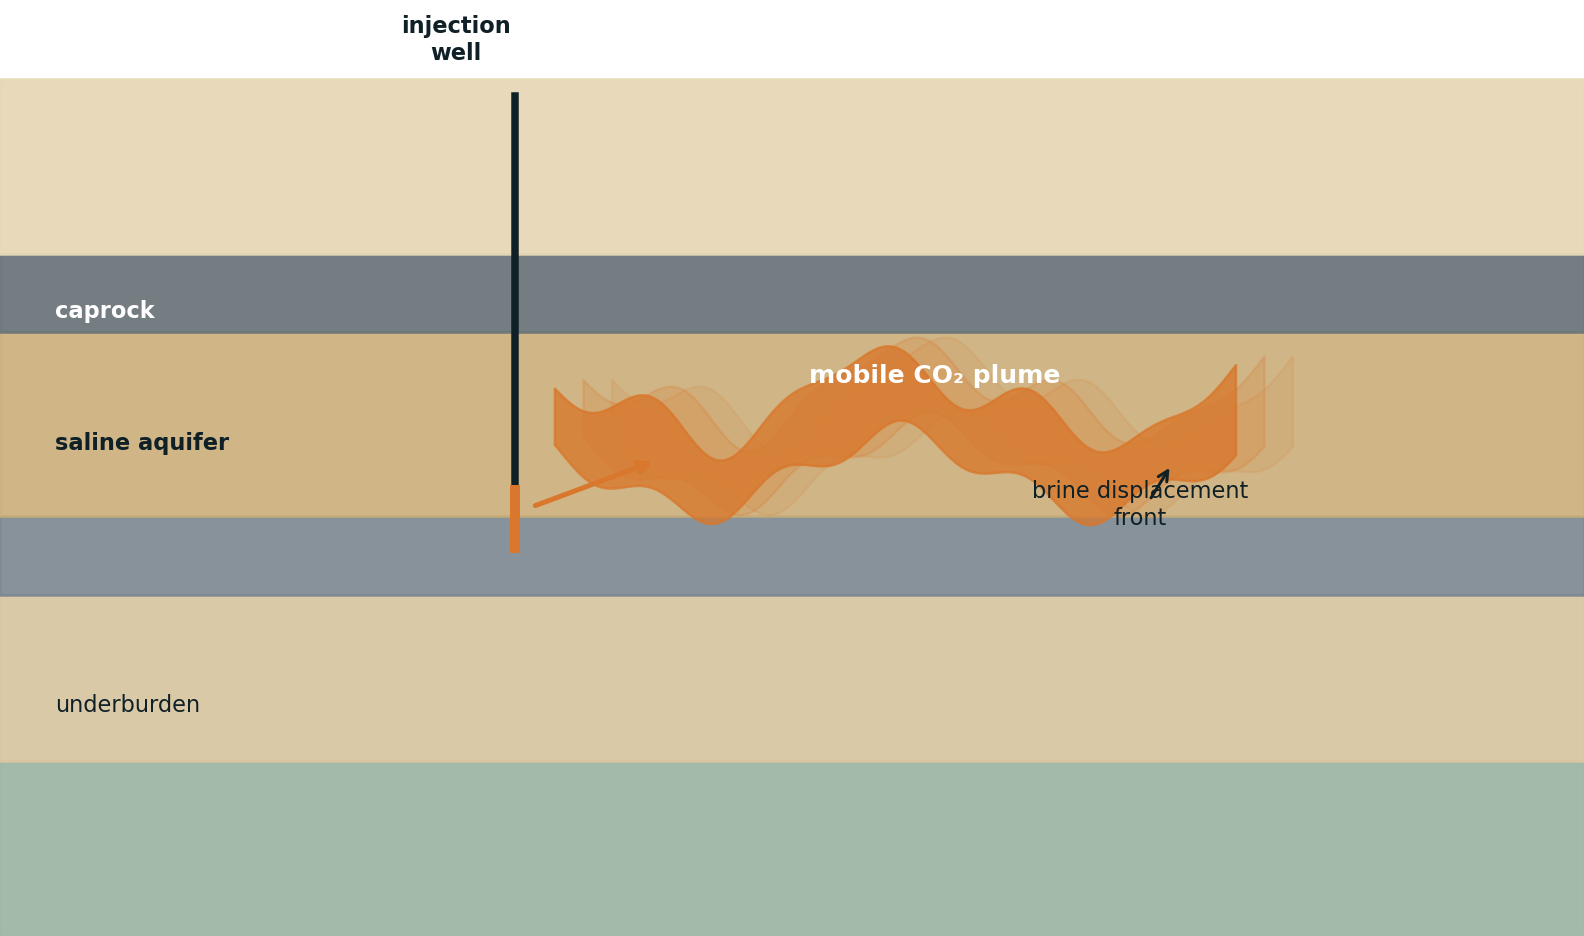 injection
well
caprock
mobile CO₂ plume
saline aquifer
brine displacement
front
underburden